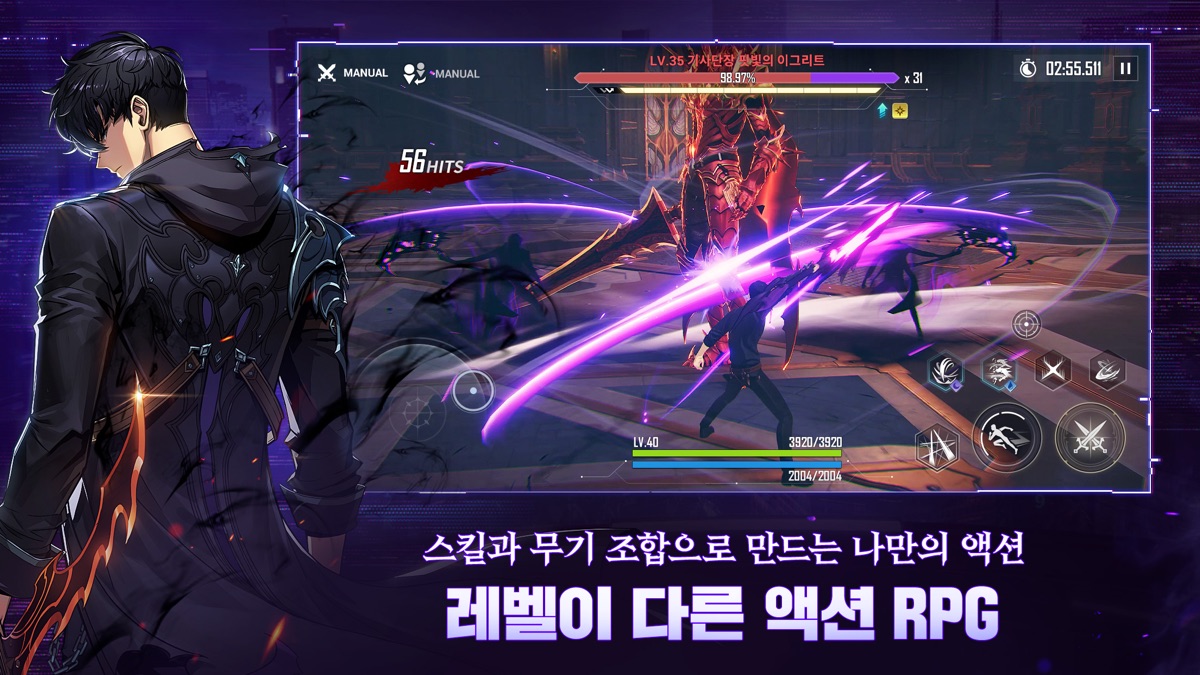 MANUAL
MANUAL
LV.35 기사단장 핏빛의 이그리트
98.97%
x 31
02:55.511
56 HITS
LV.40
3920/3920
2004/2004
스킬과 무기 조합으로 만드는 나만의 액션
레벨이 다른 액션 RPG